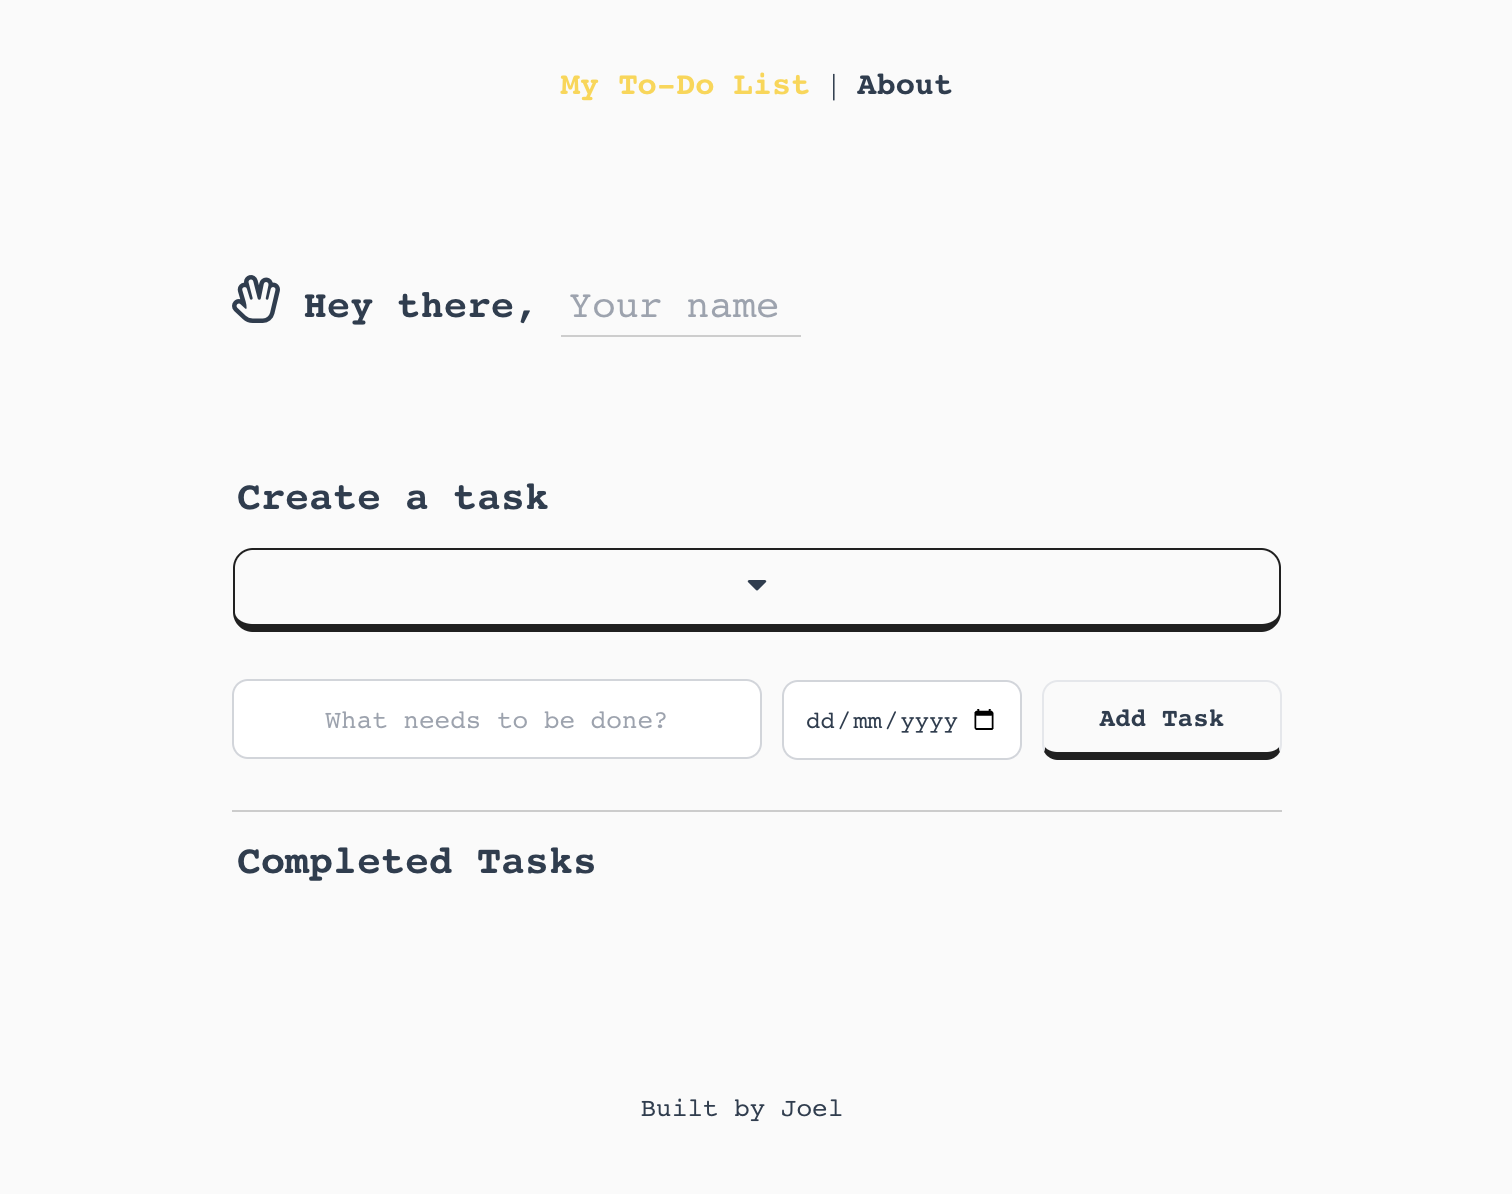 My To-Do List | About
Hey there, Your name
Create a task
What needs to be done? dd/mm/yyyy Add Task
Completed Tasks
Built by Joel